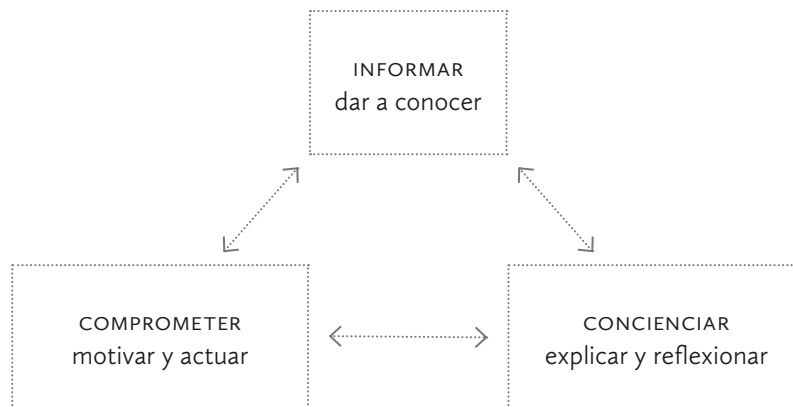 INFORMAR
dar a conocer
COMPROMETER
motivar y actuar
CONCIENCIAR
explicar y reflexionar